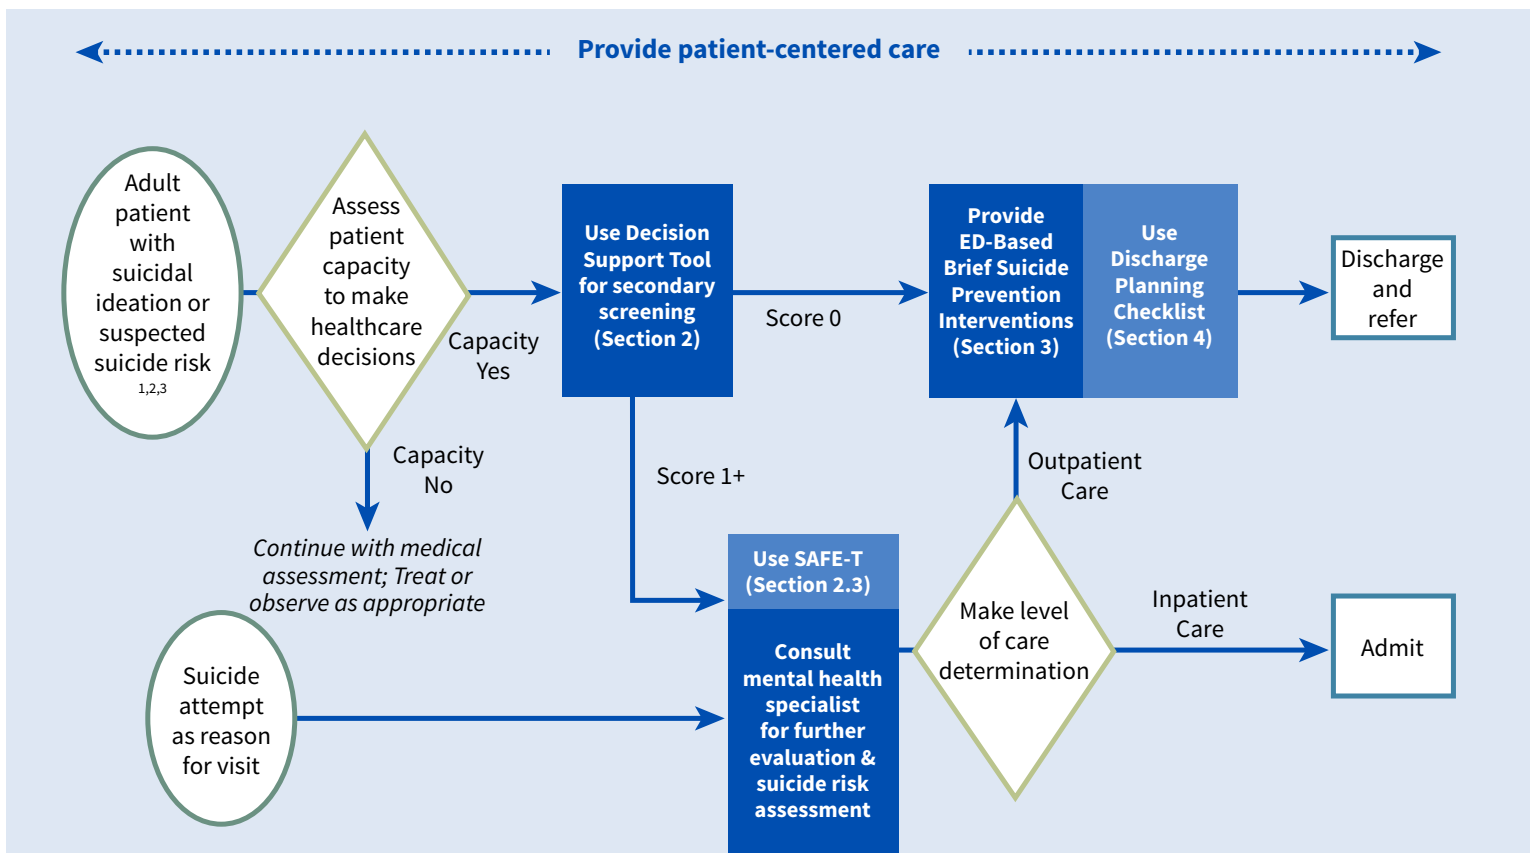 Provide patient-centered care
Adult
patient
with
suicidal
ideation or
suspected
suicide risk
1,2,3
Assess
patient
capacity
to make
healthcare
decisions
Capacity
Yes
Capacity
No
Continue with medical
assessment; Treat or
observe as appropriate
Use Decision
Support Tool
for secondary
screening
(Section 2)
Score 0
Score 1+
Provide
ED-Based
Brief Suicide
Prevention
Interventions
(Section 3)
Use
Discharge
Planning
Checklist
(Section 4)
Discharge
and
refer
Suicide
attempt
as reason
for visit
Use SAFE-T
(Section 2.3)
Consult
mental health
specialist
for further
evaluation &
suicide risk
assessment
Make level
of care
determination
Outpatient
Care
Inpatient
Care
Admit